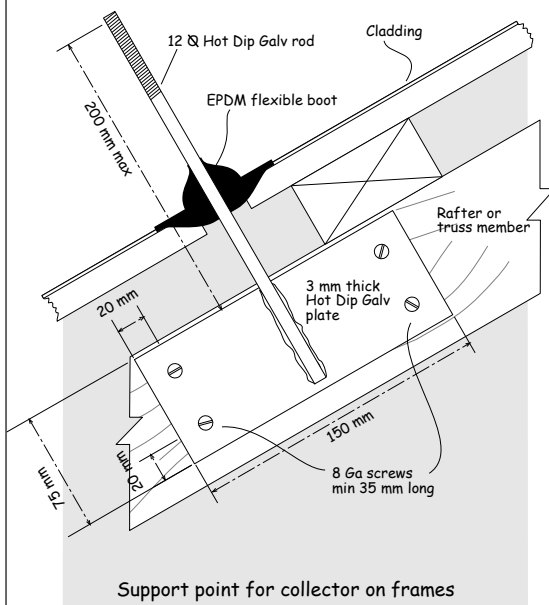 12 Ø Hot Dip Galv rod
Cladding
EPDM flexible boot
200 mm max
Rafter or
truss member
3 mm thick
Hot Dip Galv
plate
20 mm
150 mm
20 mm
75 mm
8 Ga screws
min 35 mm long
Support point for collector on frames